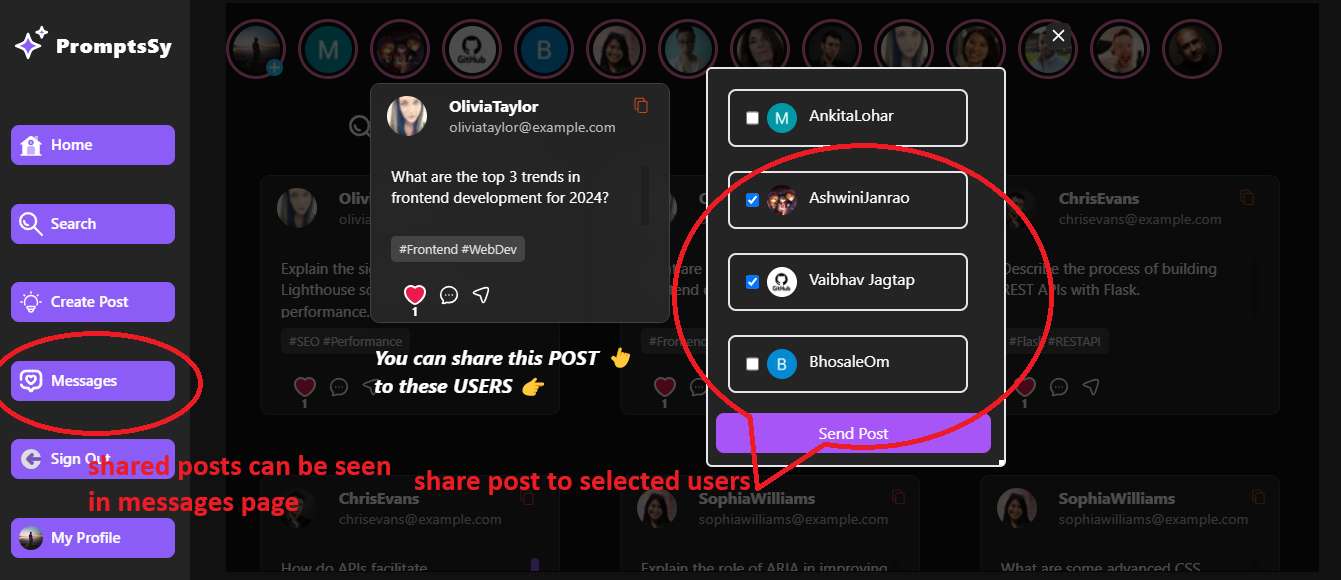 PromptsSy
Home
Search
Create Post
Messages
Sign Out
My Profile
shared posts can be seen
in messages page
M
GitHub
B
OliviaTaylor
oliviataylor@example.com
What are the top 3 trends in
frontend development for 2024?
#Frontend #WebDev
1
You can share this POST 👆
to these USERS 👉
M AnkitaLohar
AshwiniJanrao
GitHub Vaibhav Jagtap
B BhosaleOm
Send Post
share post to selected users
Explain the
Lighthouse
performance.
#SEO #Performance
1
#Fronten
1
ChrisEvans
chrisevans@example.com
Describe the process of building
REST APIs with Flask.
#Flask #RESTAPI
1
ChrisEvans
chrisevans@example.com
How do APIs facilitate
SophiaWilliams
sophiawilliams@example.com
Explain the role of ARIA in improving
SophiaWilliams
sophiawilliams@example.com
What are some advanced CSS